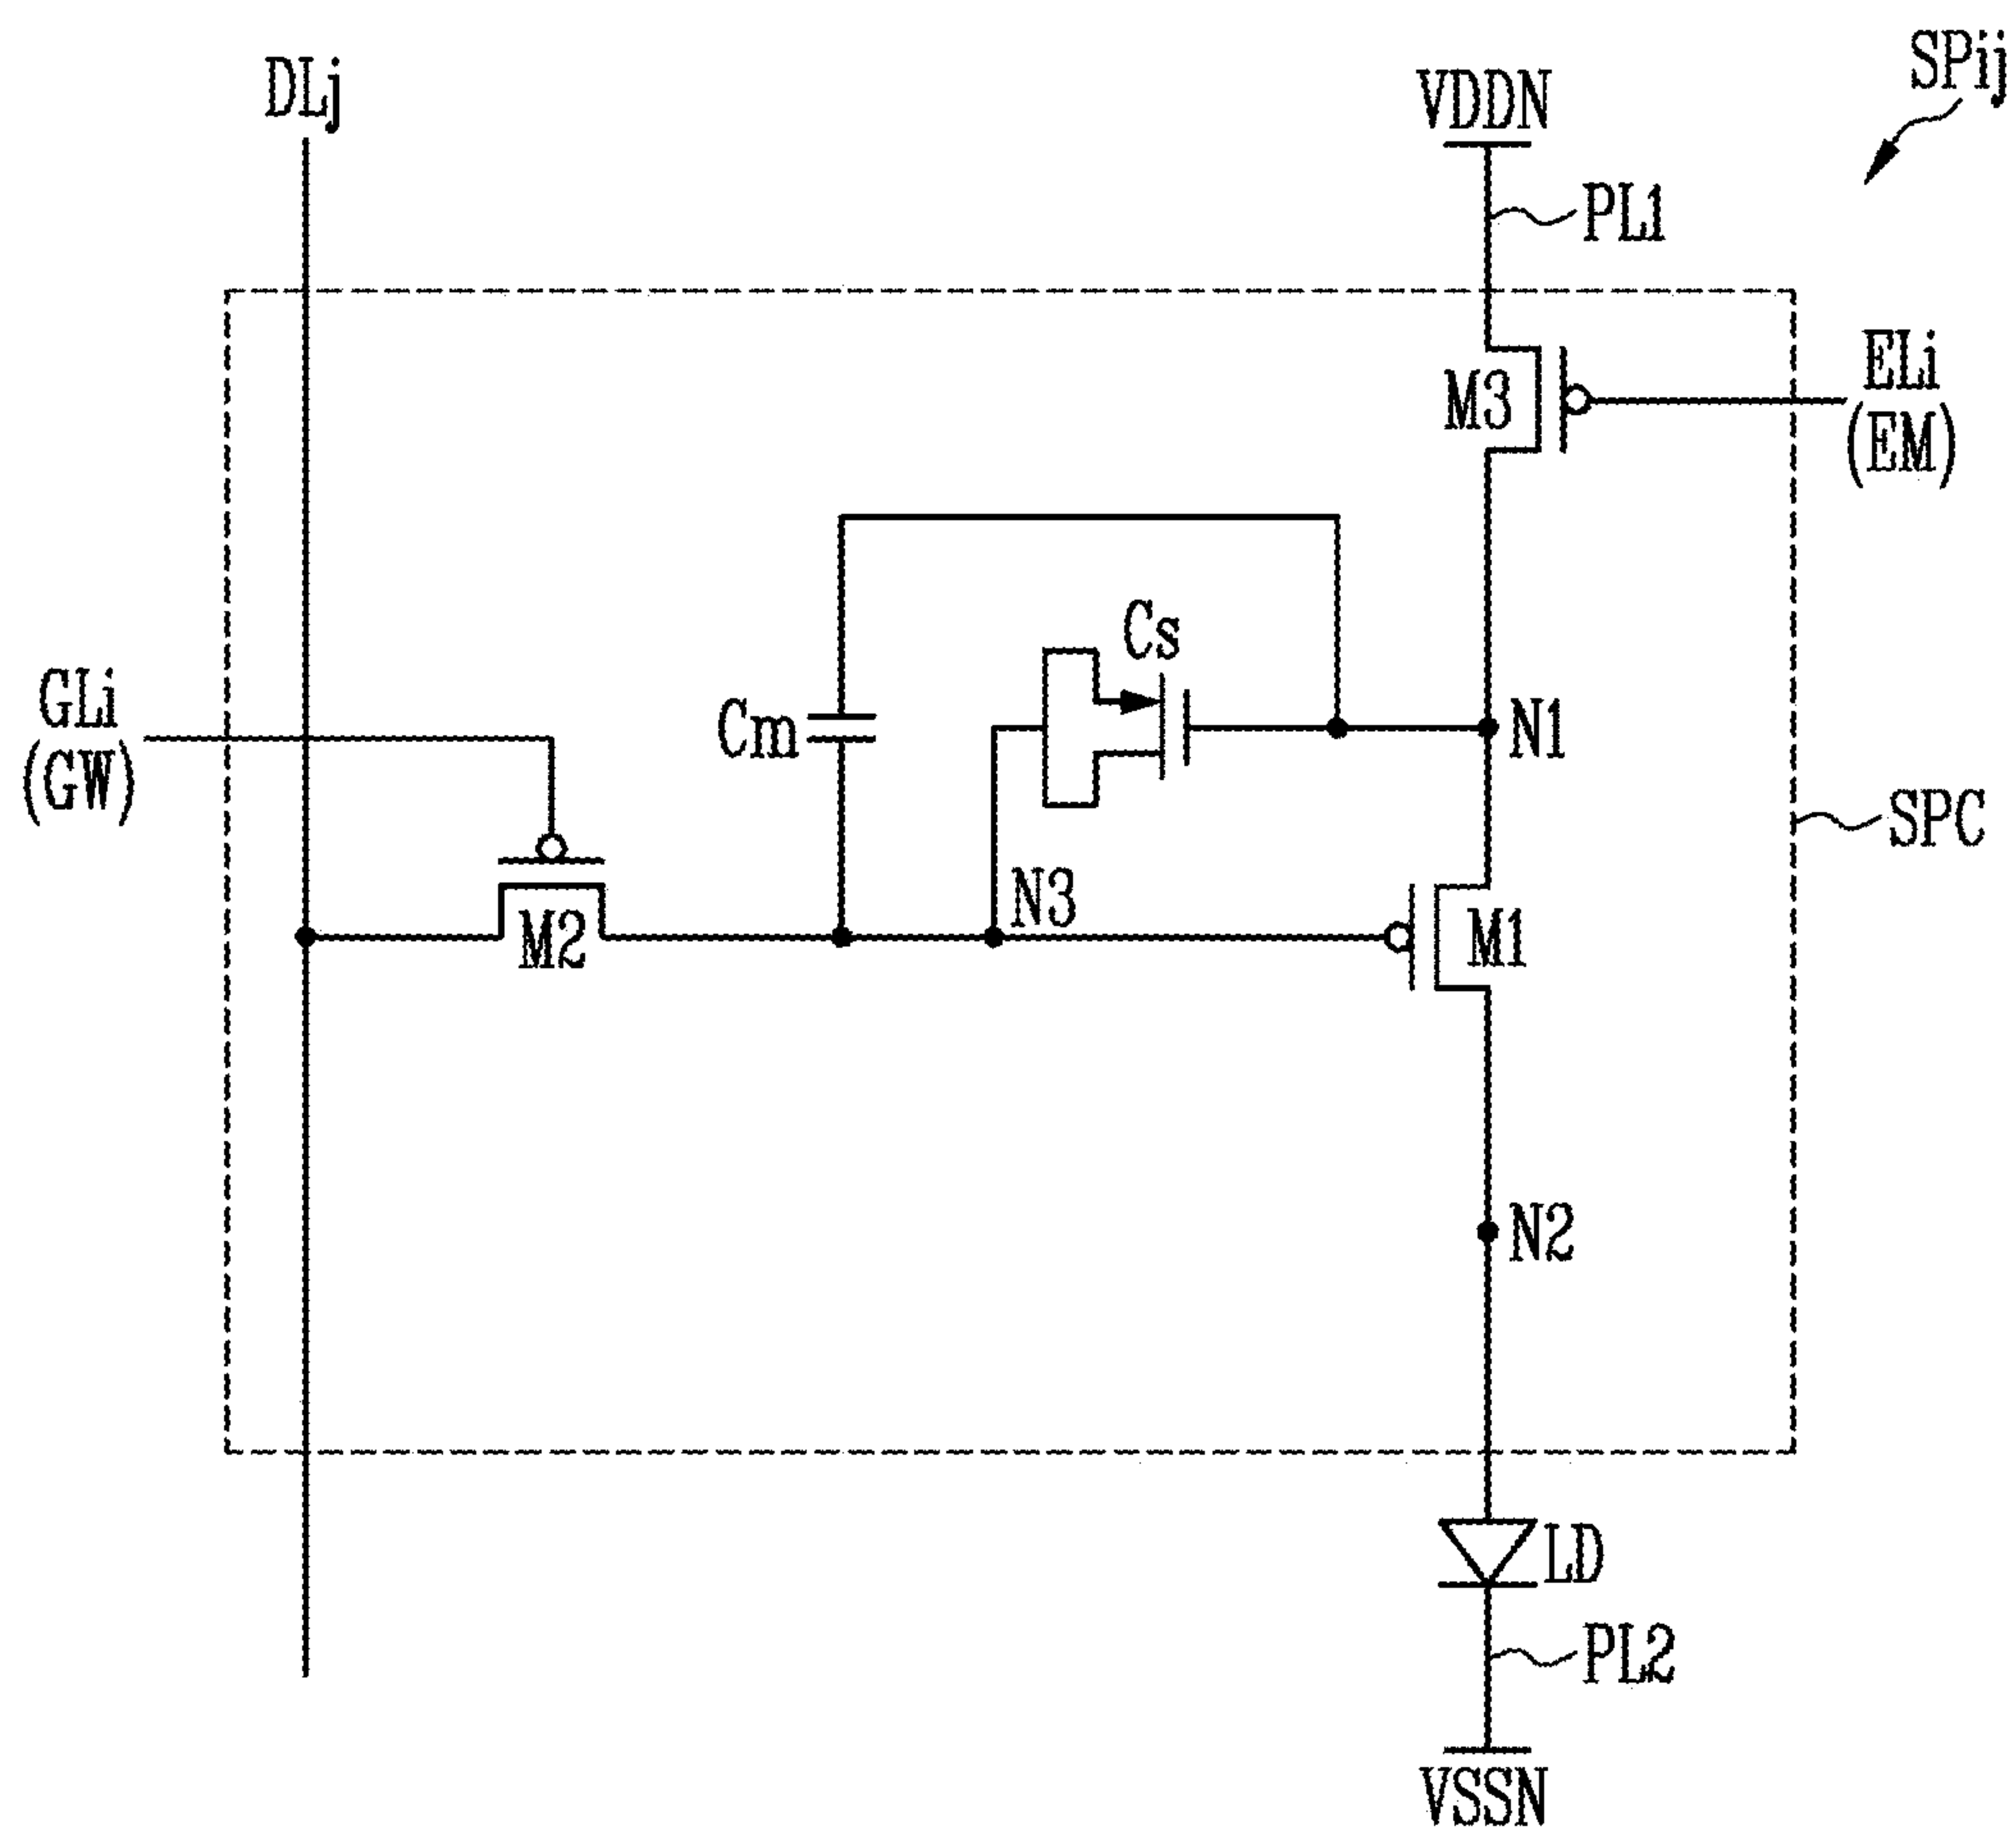 SPij
DLj
VDDN
PL1
ELi
(EM)
M3
Cs
GLi
(GW)
Cm
N1
SPC
N3
M2
M1
N2
LD
PL2
VSSN